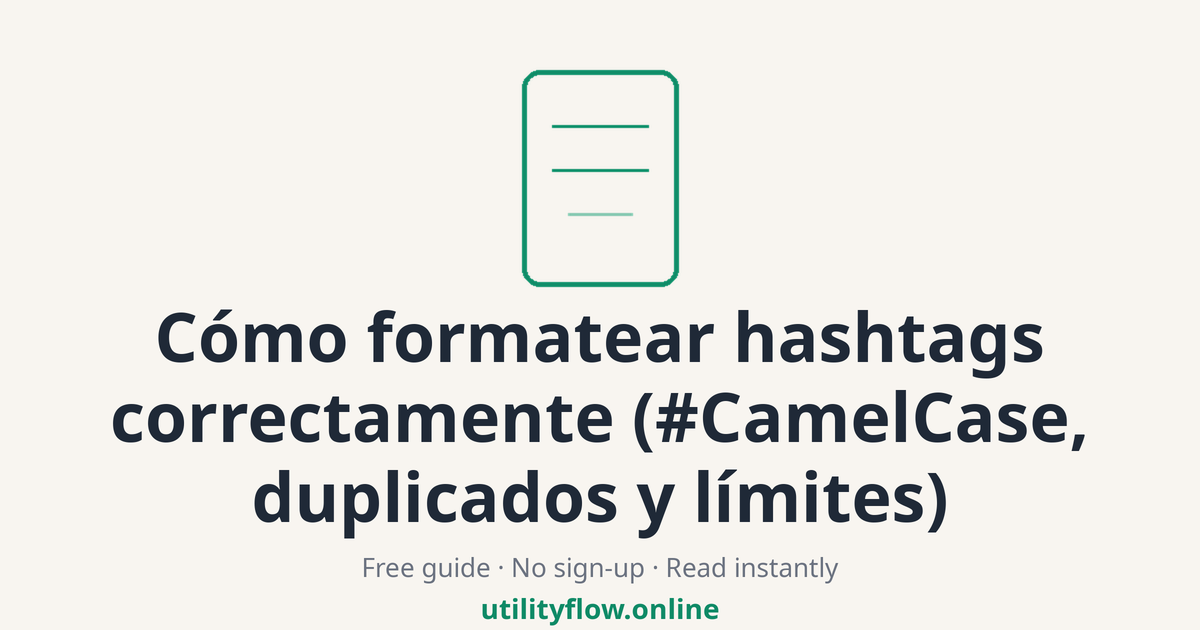 Cómo formatear hashtags
correctamente (#CamelCase,
duplicados y límites)
Free guide · No sign-up · Read instantly
utilityflow.online